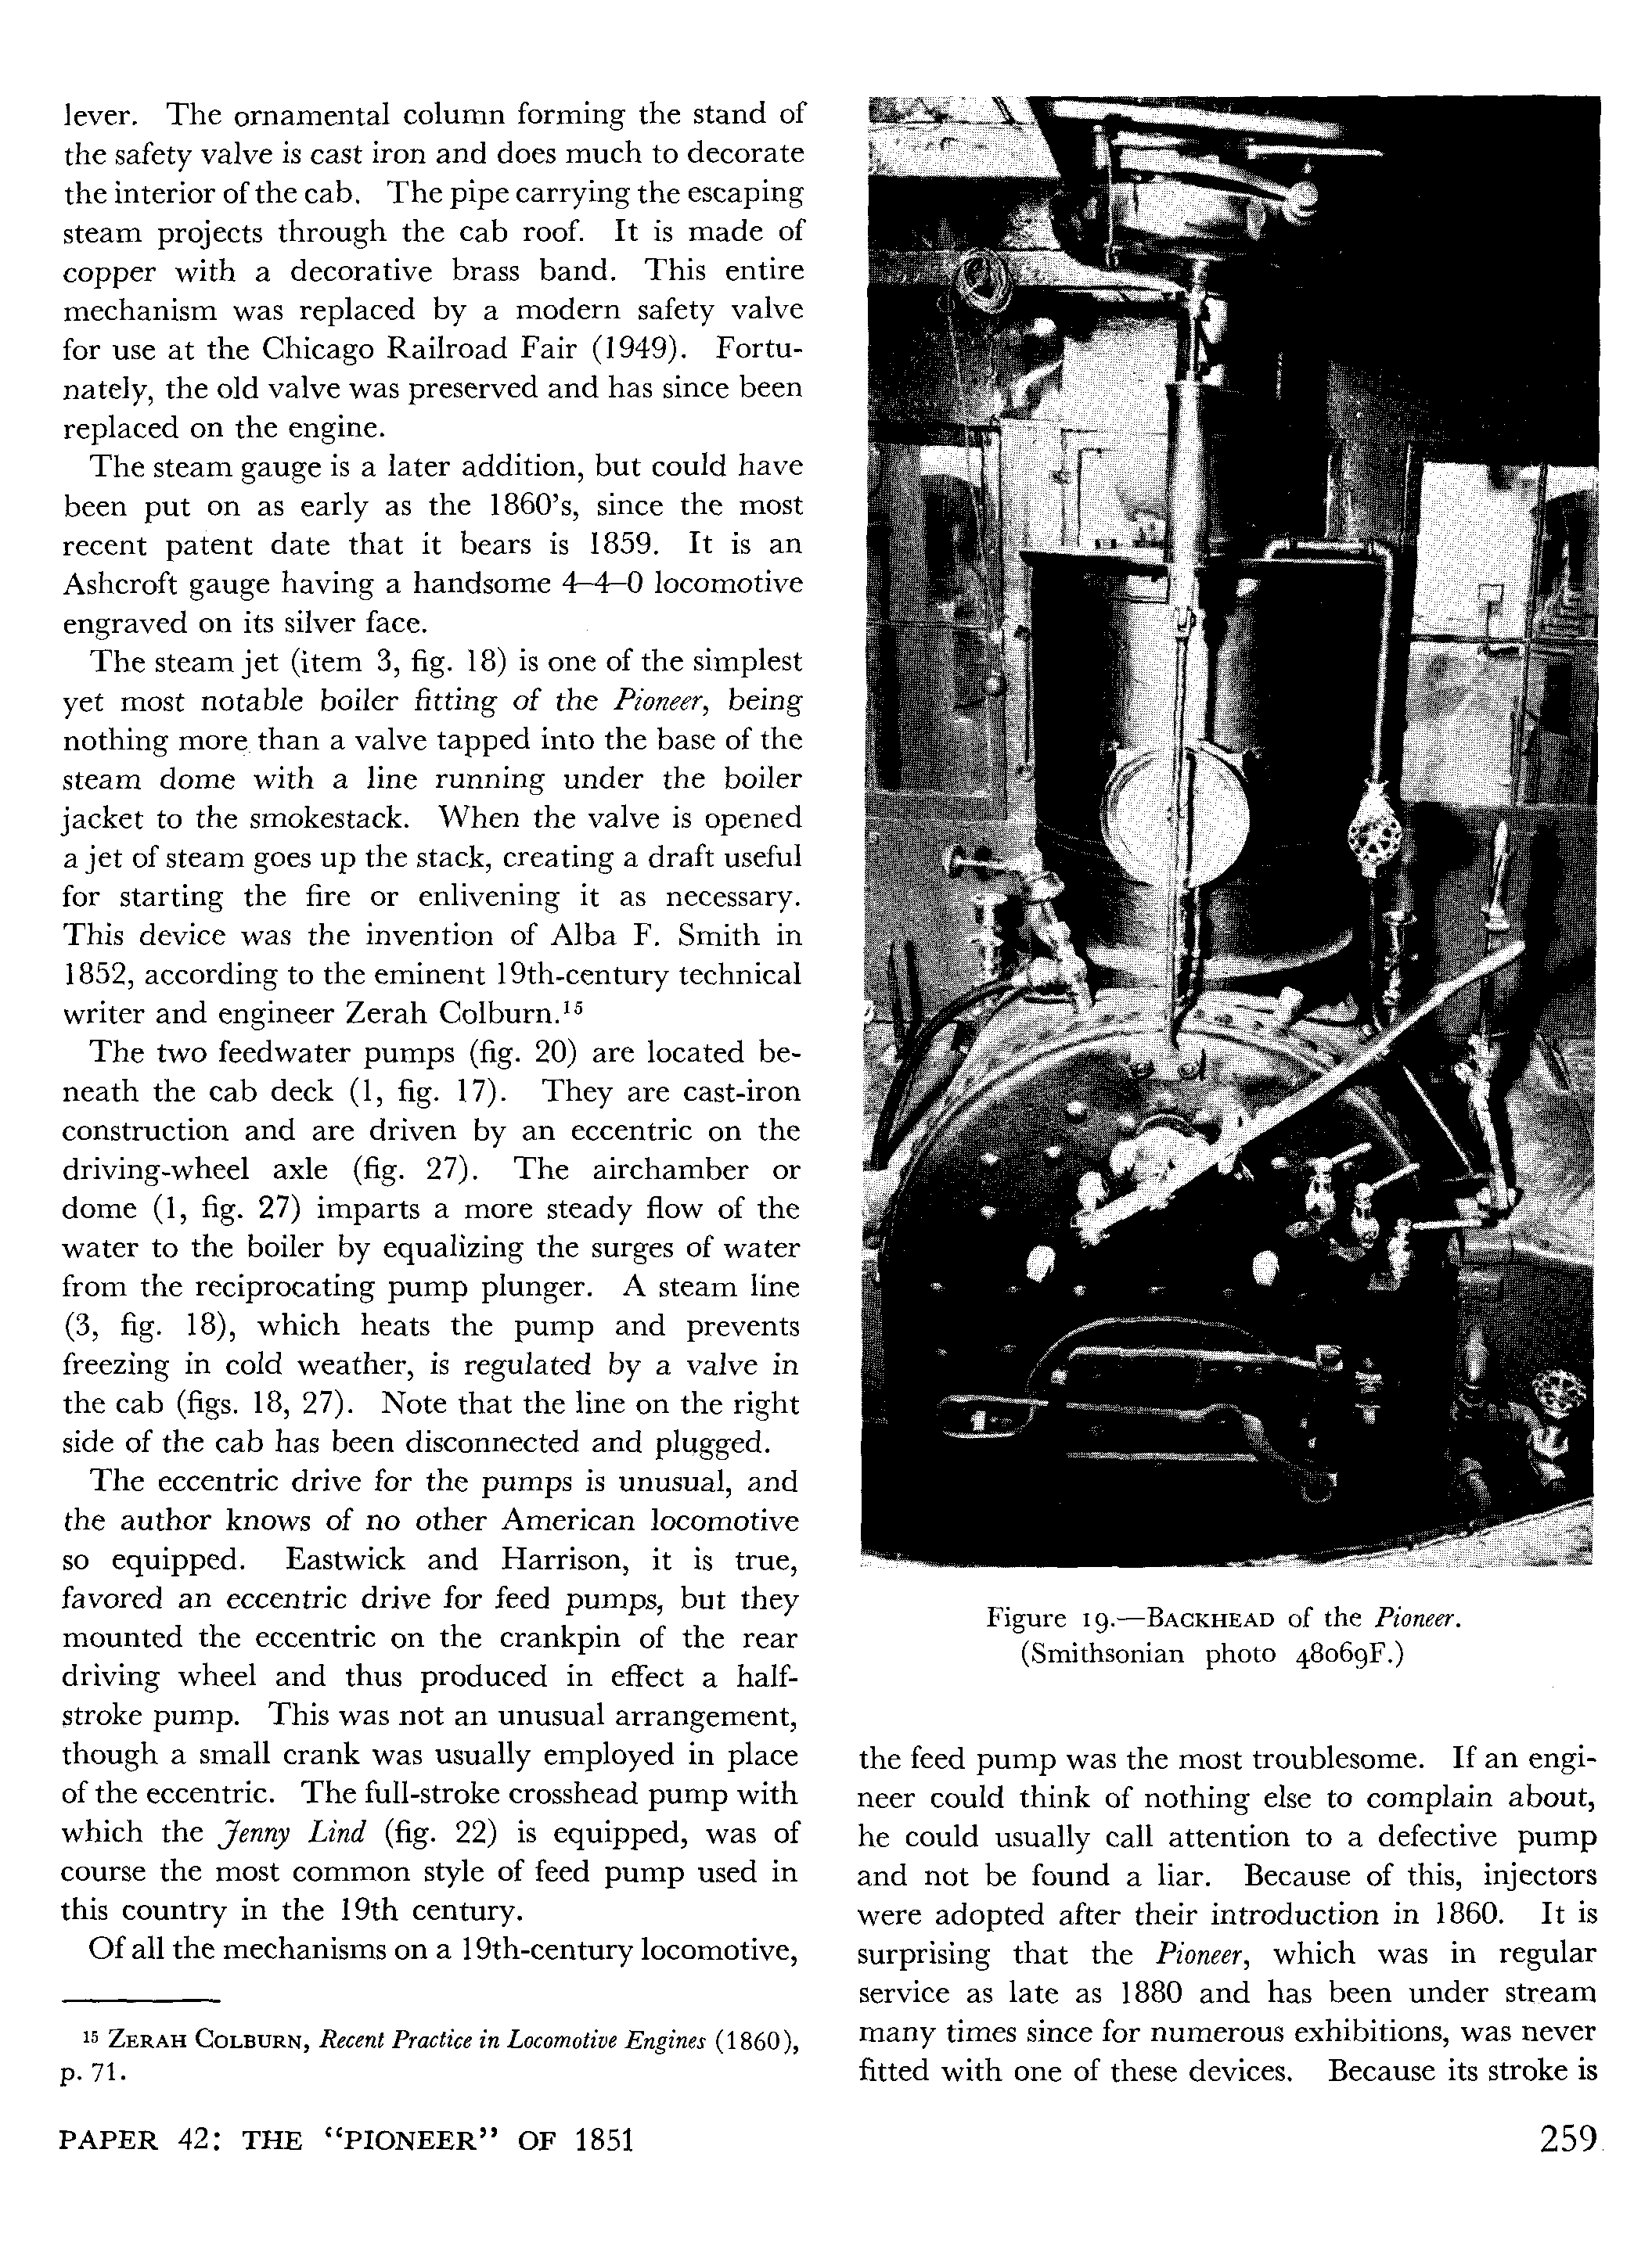 lever. The ornamental column forming the stand of
the safety valve is cast iron and does much to decorate
the interior of the cab. The pipe carrying the escaping
steam projects through the cab roof. It is made of
copper with a decorative brass band. This entire
mechanism was replaced by a modern safety valve
for use at the Chicago Railroad Fair (1949). Fortu-
nately, the old valve was preserved and has since been
replaced on the engine.
The steam gauge is a later addition, but could have
been put on as early as the 1860's, since the most
recent patent date that it bears is 1859. It is an
Ashcroft gauge having a handsome 4–4–0 locomotive
engraved on its silver face.
The steam jet (item 3, fig. 18) is one of the simplest
yet most notable boiler fitting of the Pioneer, being
nothing more than a valve tapped into the base of the
steam dome with a line running under the boiler
jacket to the smokestack. When the valve is opened
a jet of steam goes up the stack, creating a draft useful
for starting the fire or enlivening it as necessary.
This device was the invention of Alba F. Smith in
1852, according to the eminent 19th-century technical
writer and engineer Zerah Colburn.¹⁵
The two feedwater pumps (fig. 20) are located be-
neath the cab deck (1, fig. 17). They are cast-iron
construction and are driven by an eccentric on the
driving-wheel axle (fig. 27). The airchamber or
dome (1, fig. 27) imparts a more steady flow of the
water to the boiler by equalizing the surges of water
from the reciprocating pump plunger. A steam line
(3, fig. 18), which heats the pump and prevents
freezing in cold weather, is regulated by a valve in
the cab (figs. 18, 27). Note that the line on the right
side of the cab has been disconnected and plugged.
The eccentric drive for the pumps is unusual, and
the author knows of no other American locomotive
so equipped. Eastwick and Harrison, it is true,
favored an eccentric drive for feed pumps, but they
mounted the eccentric on the crankpin of the rear
driving wheel and thus produced in effect a half-
stroke pump. This was not an unusual arrangement,
though a small crank was usually employed in place
of the eccentric. The full-stroke crosshead pump with
which the Jenny Lind (fig. 22) is equipped, was of
course the most common style of feed pump used in
this country in the 19th century.
Of all the mechanisms on a 19th-century locomotive,
¹⁵ ZERAH COLBURN, Recent Practice in Locomotive Engines (1860),
p. 71.
Figure 19.—BACKHEAD of the Pioneer.
(Smithsonian photo 48069F.)
the feed pump was the most troublesome. If an engi-
neer could think of nothing else to complain about,
he could usually call attention to a defective pump
and not be found a liar. Because of this, injectors
were adopted after their introduction in 1860. It is
surprising that the Pioneer, which was in regular
service as late as 1880 and has been under stream
many times since for numerous exhibitions, was never
fitted with one of these devices. Because its stroke is
PAPER 42: THE “PIONEER” OF 1851
259